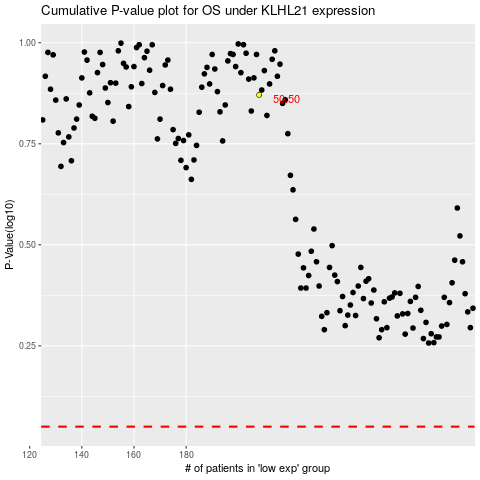 Cumulative P-value plot for OS under KLHL21 expression
P-Value(log10)
1.00
0.75
0.50
0.25
50:50
120 140 160 180
# of patients in 'low exp' group